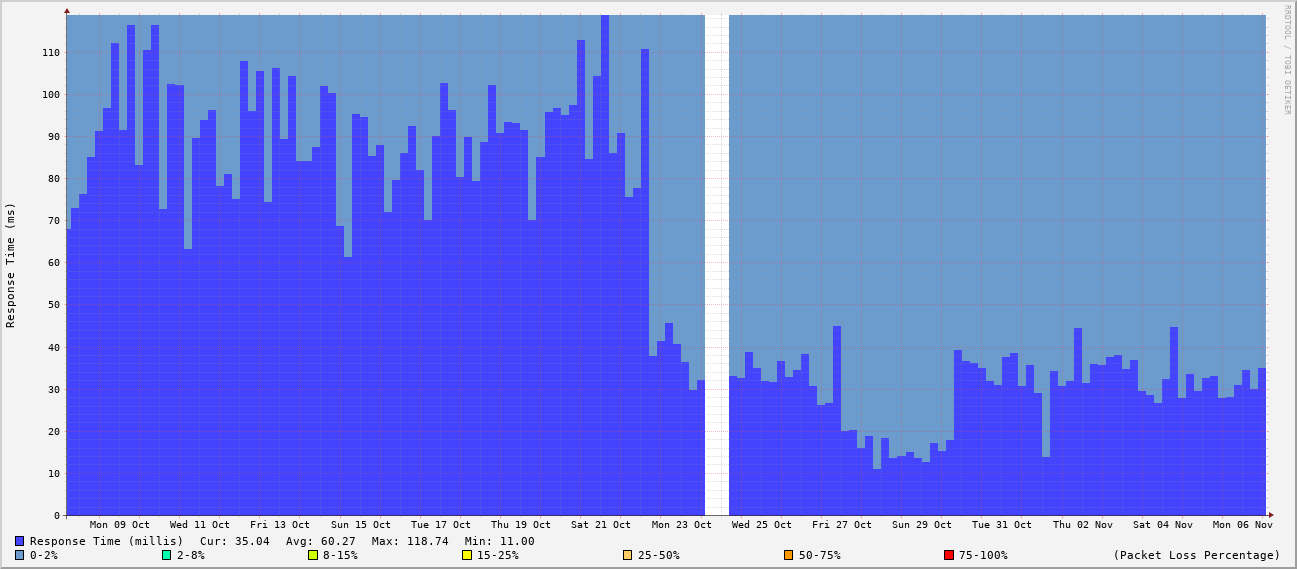 RRDTOOL / TOBI OETIKER
Response Time (ms)
110
100
90
80
70
60
50
40
30
20
10
0
Mon 09 Oct Wed 11 Oct Fri 13 Oct Sun 15 Oct Tue 17 Oct Thu 19 Oct Sat 21 Oct Mon 23 Oct Wed 25 Oct Fri 27 Oct Sun 29 Oct Tue 31 Oct Thu 02 Nov Sat 04 Nov Mon 06 Nov
Response Time (millis) Cur: 35.04 Avg: 60.27 Max: 118.74 Min: 11.00
0-2% 2-8% 8-15% 15-25% 25-50% 50-75% 75-100% (Packet Loss Percentage)